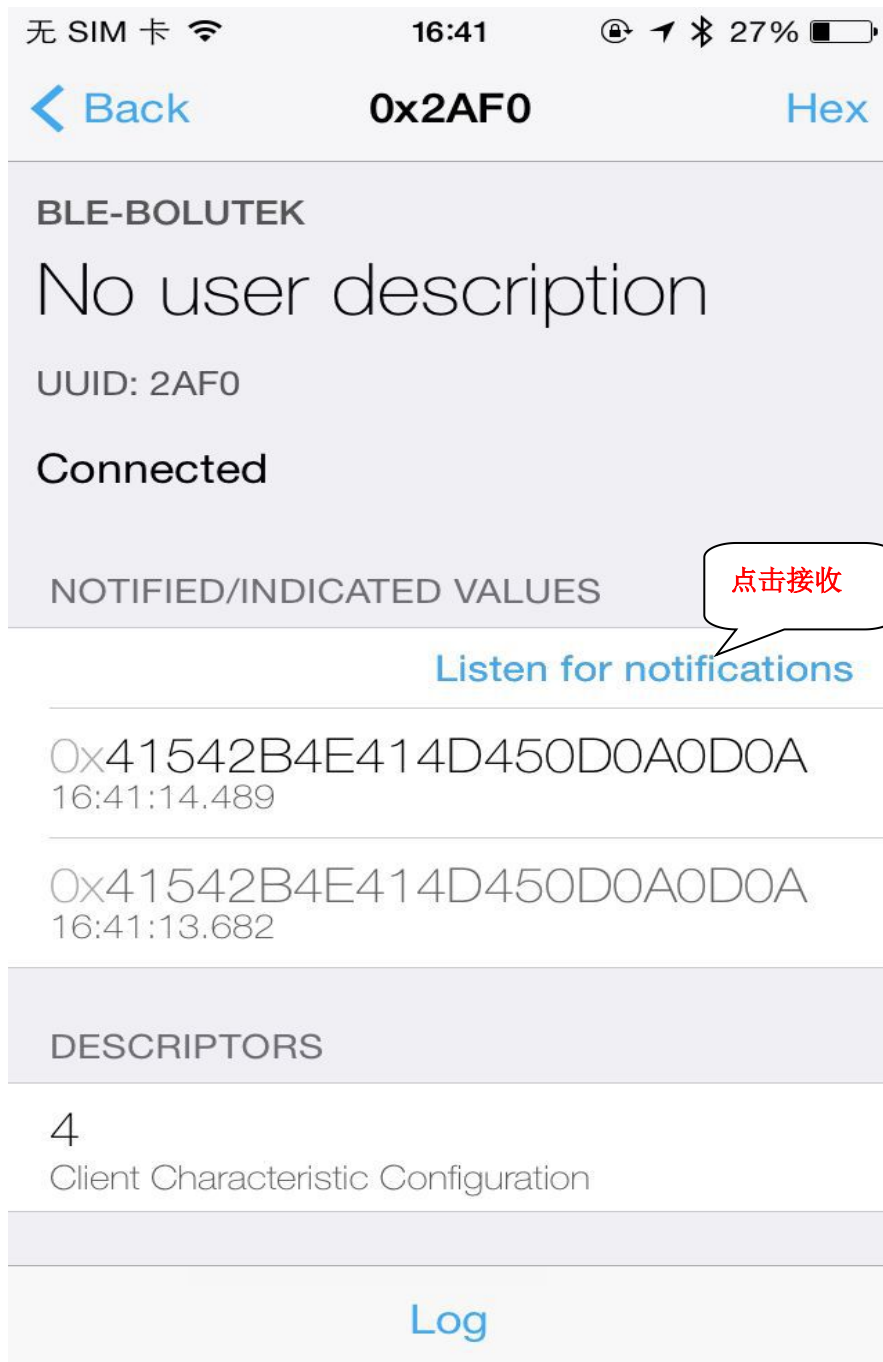 无 SIM 卡 16:41 27%
Back 0x2AF0 Hex
BLE-BOLUTEK
No user description
UUID: 2AF0
Connected
NOTIFIED/INDICATED VALUES
点击接收
Listen for notifications
0x41542B4E414D450D0A0D0A
16:41:14.489
0x41542B4E414D450D0A0D0A
16:41:13.682
DESCRIPTORS
4
Client Characteristic Configuration
Log